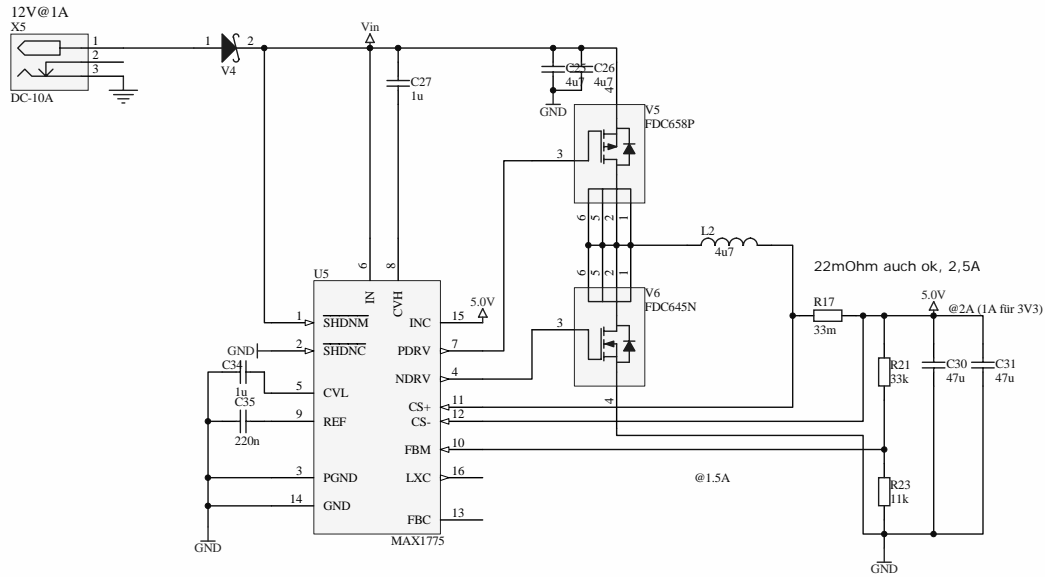 12V@1A
X5
1
2
3
DC-10A
1
2
V4
Vin
C27
1u
C25
4u7
C26
4u7
GND
4
V5
FDC658P
3
6
5
2
1
L2
4u7
6
5
2
1
V6
FDC645N
3
4
22mOhm auch ok, 2,5A
R17
33m
5.0V
@2A (1A für 3V3)
R21
33k
C30
47u
C31
47u
R23
11k
GND
@1.5A
U5
6
8
IN
CVH
1
SHDNM
GND
2
SHDNC
C34
1u
5
CVL
C35
220n
9
REF
3
PGND
14
GND
GND
INC
15
5.0V
PDRV
7
NDRV
4
CS+
11
CS-
12
FBM
10
LXC
16
FBC
13
MAX1775